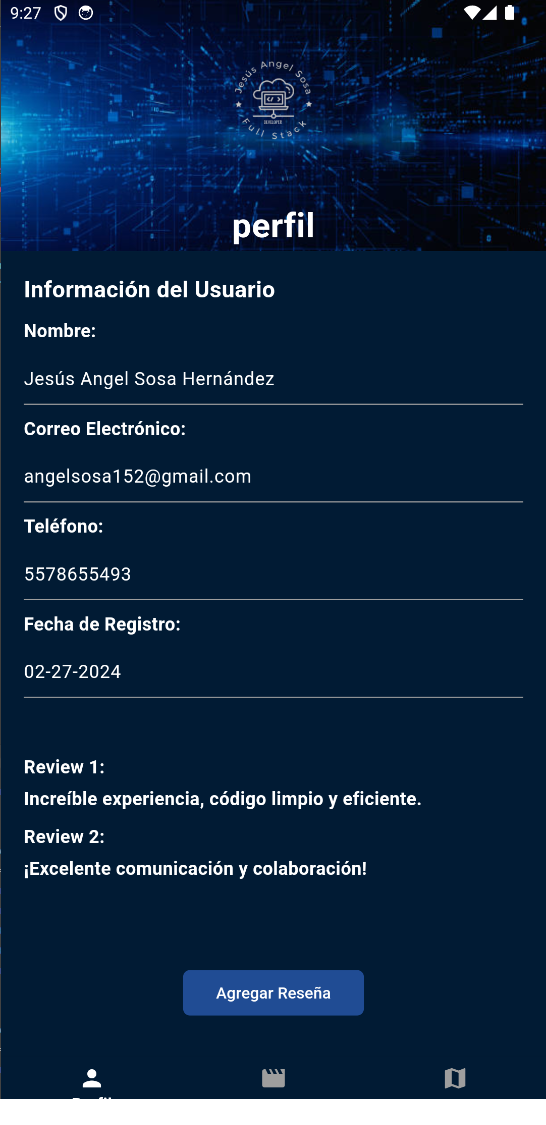 9:27
Jesús Angel Sosa
DEVELOPER
Full Stack
perfil
Información del Usuario
Nombre:
Jesús Angel Sosa Hernández
Correo Electrónico:
angelsosa152@gmail.com
Teléfono:
5578655493
Fecha de Registro:
02-27-2024
Review 1:
Increíble experiencia, código limpio y eficiente.
Review 2:
¡Excelente comunicación y colaboración!
Agregar Reseña
Perfil